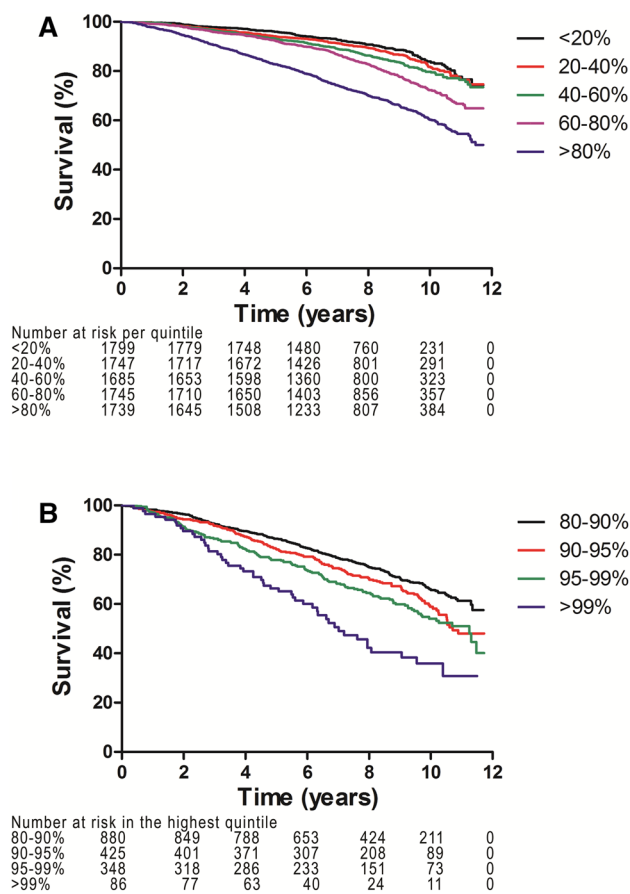 A
Survival (%)
100
80
60
40
20
0
0 2 4 6 8 10 12
Time (years)
<20%
20-40%
40-60%
60-80%
>80%
Number at risk per quintile
<20% 1799 1779 1748 1480 760 231 0
20-40% 1747 1717 1672 1426 801 291 0
40-60% 1685 1653 1598 1360 800 323 0
60-80% 1745 1710 1650 1403 856 357 0
>80% 1739 1645 1508 1233 807 384 0
B
Survival (%)
100
80
60
40
20
0
0 2 4 6 8 10 12
Time (years)
80-90%
90-95%
95-99%
>99%
Number at risk in the highest quintile
80-90% 880 849 788 653 424 211 0
90-95% 425 401 371 307 208 89 0
95-99% 348 318 286 233 151 73 0
>99% 86 77 63 40 24 11 0